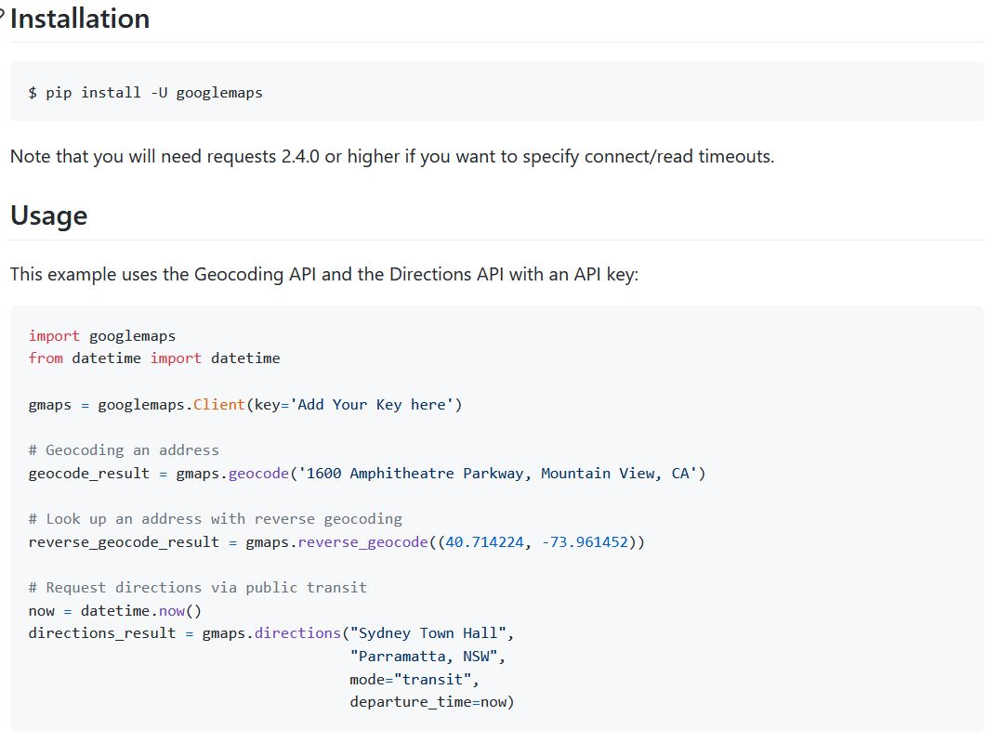 Installation
$ pip install -U googlemaps
Note that you will need requests 2.4.0 or higher if you want to specify connect/read timeouts.
Usage
This example uses the Geocoding API and the Directions API with an API key:
import googlemaps
from datetime import datetime
gmaps = googlemaps.Client(key='Add Your Key here')
# Geocoding an address
geocode_result = gmaps.geocode('1600 Amphitheatre Parkway, Mountain View, CA')
# Look up an address with reverse geocoding
reverse_geocode_result = gmaps.reverse_geocode((40.714224, -73.961452))
# Request directions via public transit
now = datetime.now()
directions_result = gmaps.directions("Sydney Town Hall",
"Parramatta, NSW",
mode="transit",
departure_time=now)